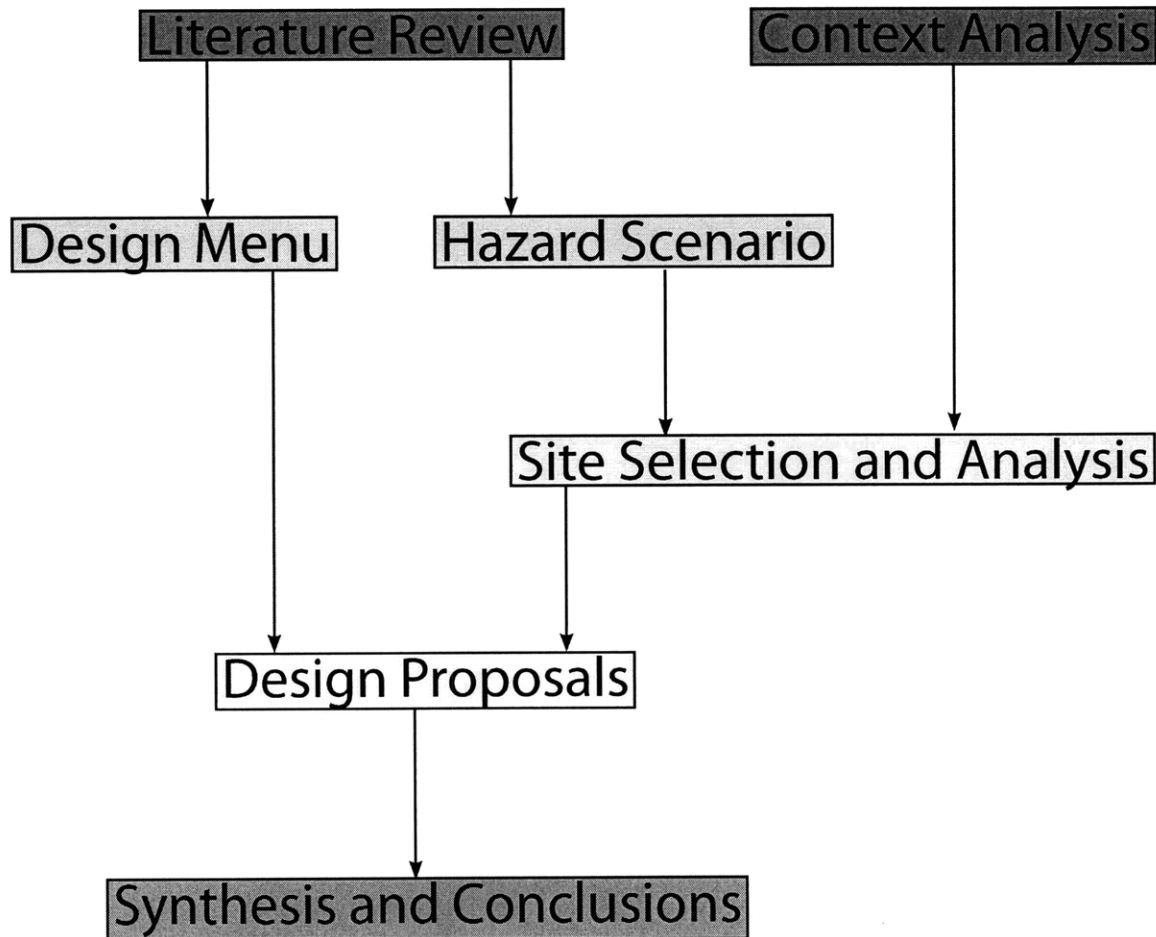 Literature Review
Context Analysis
Design Menu
Hazard Scenario
Site Selection and Analysis
Design Proposals
Synthesis and Conclusions